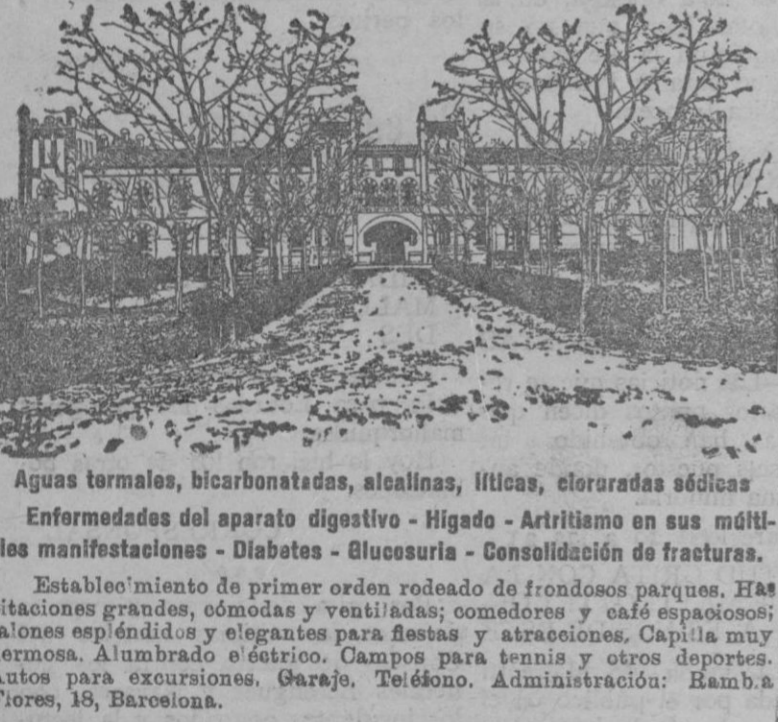 Aguas termales, bicarbonatadas, alcalinas, líticas, cloruradas sódicas
Enfermedades del aparato digestivo - Hígado - Artritismo en sus múlti-
les manifestaciones - Diabetes - Glucosuria - Consolidación de fracturas.
Establecimiento de primer orden rodeado de frondosos parques. Has
itaciones grandes, cómodas y ventiladas; comedores y café espaciosos;
alones espléndidos y elegantes para fiestas y atracciones. Capilla muy
ermosa. Alumbrado eléctrico. Campos para tennis y otros deportes.
utos para excursiones. Garaje. Teléfono. Administración: Rambla
Flores, 18, Barcelona.